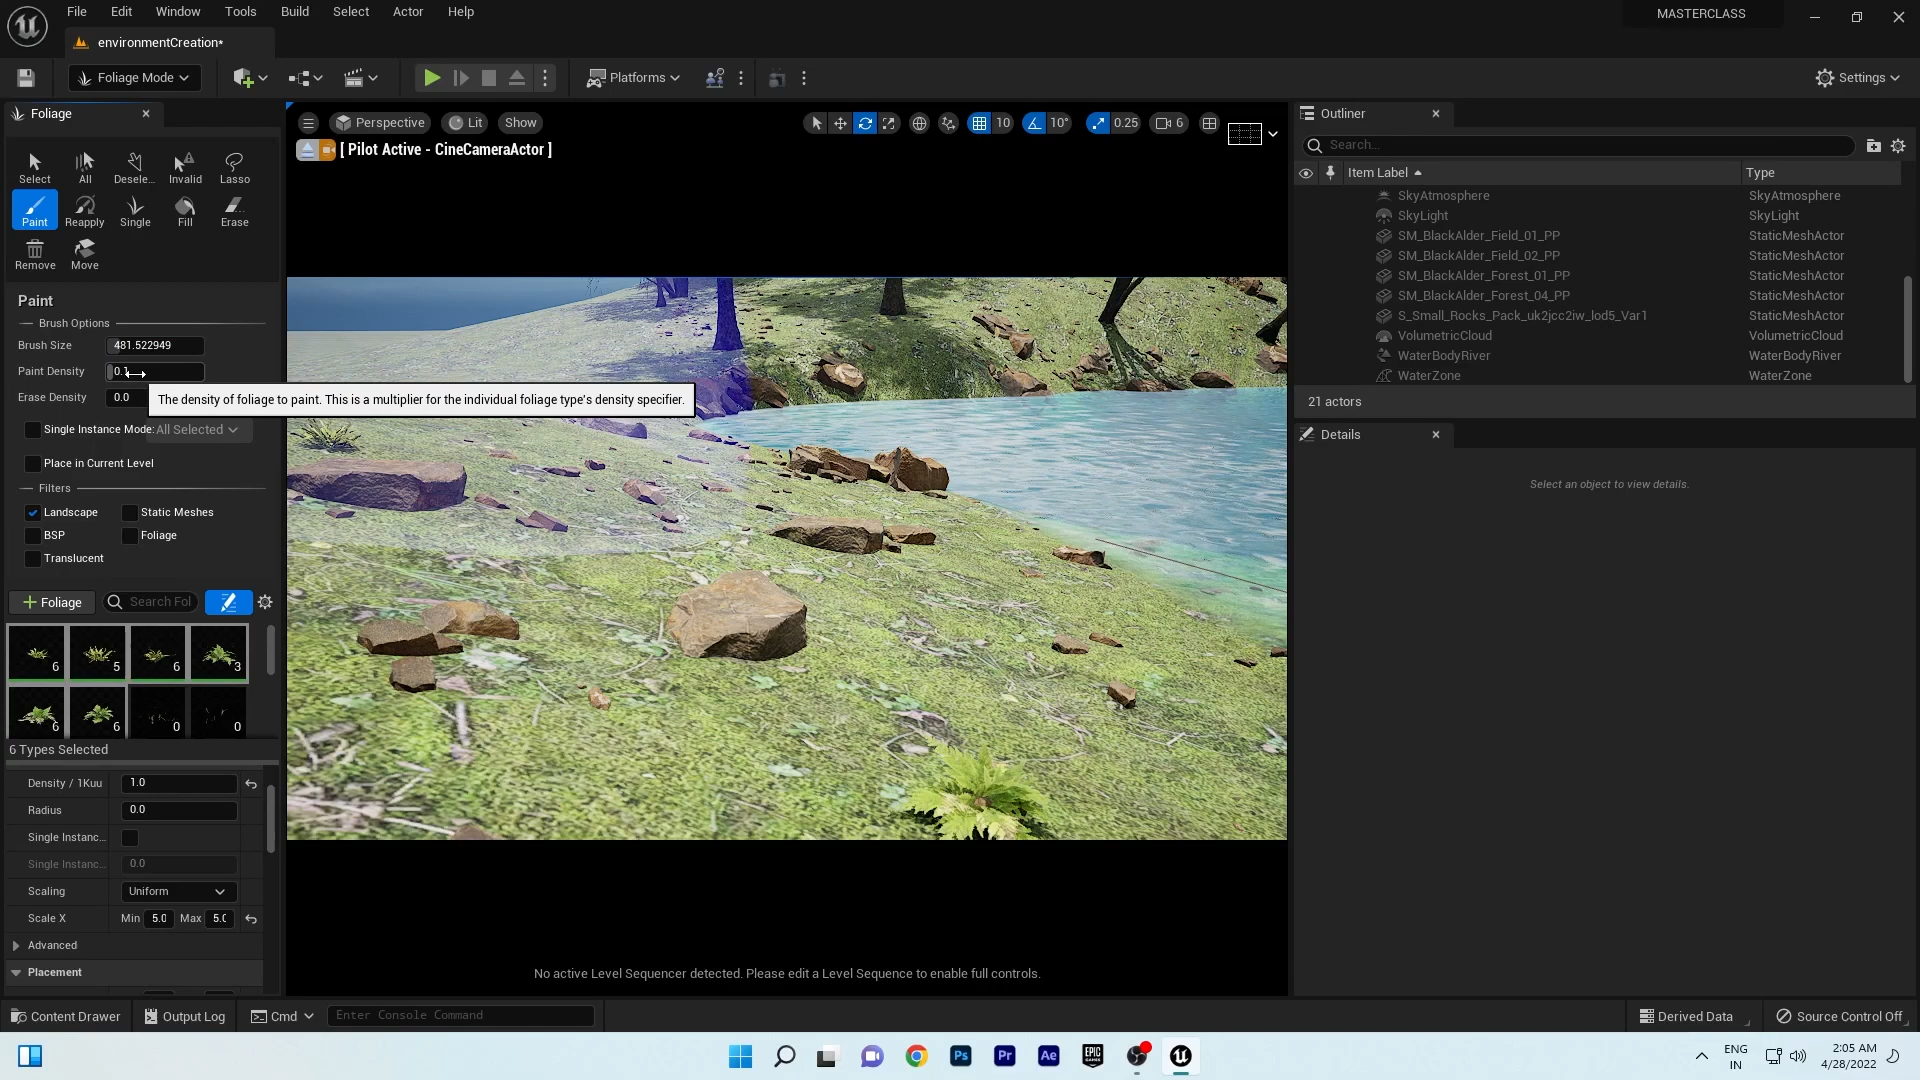 File Edit Window Tools Build Select Actor Help
MASTERCLASS
environmentCreation*
Foliage Mode
Platforms
Settings
Foliage
Select All Desele... Invalid Lasso
Paint Reapply Single Fill Erase
Remove Move
Paint
Brush Options
Brush Size 481.522949
Paint Density 0.1
Erase Density 0.0
The density of foliage to paint. This is a multiplier for the individual foliage type's density specifier.
Single Instance Mode: All Selected
Place in Current Level
Filters
Landscape Static Meshes
BSP Foliage
Translucent
Foliage Search Fol
6 5 6 3
6 6 0 0
6 Types Selected
Density / 1Kuu 1.0
Radius 0.0
Single Instanc...
Single Instanc... 0.0
Scaling Uniform
Scale X Min 5.0 Max 5.0
Advanced
Placement
Perspective Lit Show
10 10° 0.25 6
[ Pilot Active - CineCameraActor ]
No active Level Sequencer detected. Please edit a Level Sequence to enable full controls.
Outliner
Search...
Item Label Type
SkyAtmosphere SkyAtmosphere
SkyLight SkyLight
SM_BlackAlder_Field_01_PP StaticMeshActor
SM_BlackAlder_Field_02_PP StaticMeshActor
SM_BlackAlder_Forest_01_PP StaticMeshActor
SM_BlackAlder_Forest_04_PP StaticMeshActor
S_Small_Rocks_Pack_uk2jcc2iw_lod5_Var1 StaticMeshActor
VolumetricCloud VolumetricCloud
WaterBodyRiver WaterBodyRiver
WaterZone WaterZone
21 actors
Details
Select an object to view details.
Content Drawer Output Log Cmd Enter Console Command
Derived Data Source Control Off
Ps Pr Ae EPIC GAMES
ENG IN
2:05 AM
4/28/2022